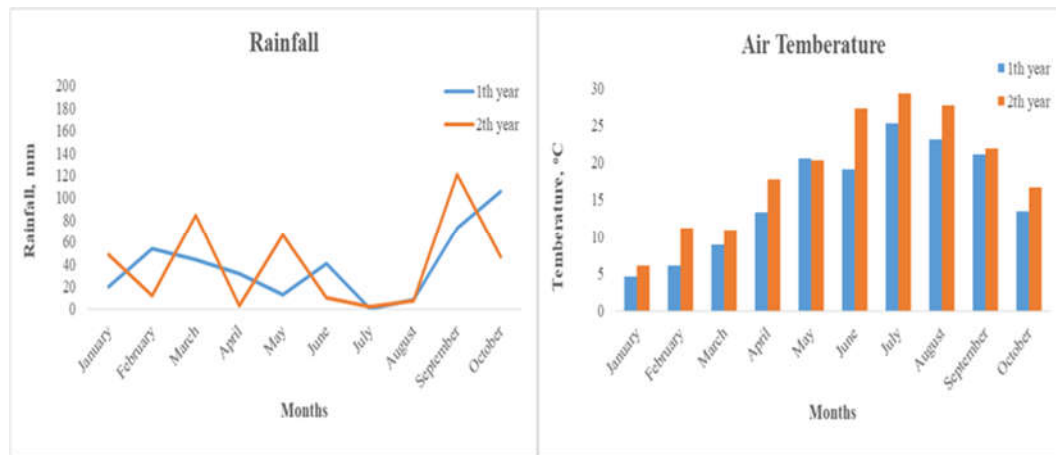 Rainfall
200
180
160
140
120
100
80
60
40
20
0
Rainfall, mm
1th year
2th year
January
February
March
April
May
June
July
August
September
October
Months
Air Temberature
30
25
20
15
10
5
0
Temberature, °C
1th year
2th year
January
February
March
April
May
June
July
August
September
October
Months